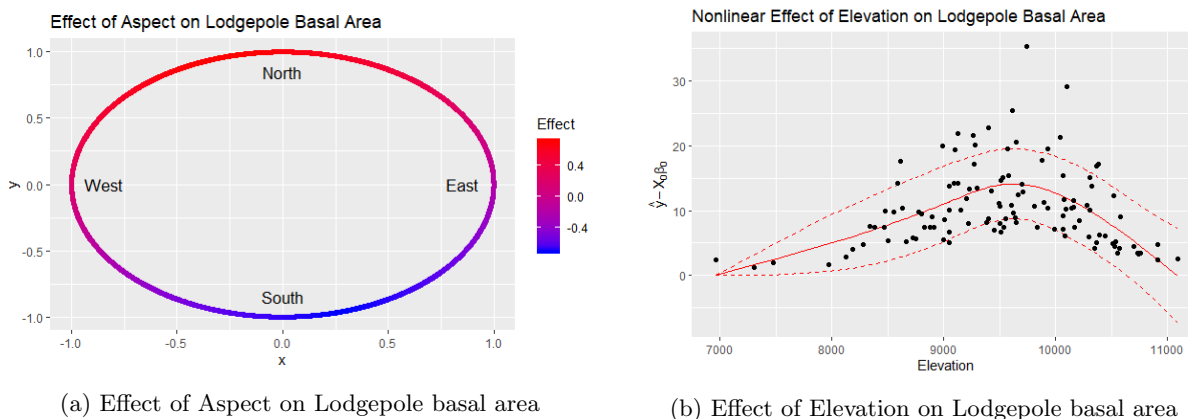 Effect of Aspect on Lodgepole Basal Area
1.0
0.5
0.0
-0.5
-1.0
y
North
West
East
South
-1.0 -0.5 0.0 0.5 1.0
x
Effect
0.4
0.0
-0.4
(a) Effect of Aspect on Lodgepole basal area
Nonlinear Effect of Elevation on Lodgepole Basal Area
30
20
10
0
ŷ−X₀β₀
7000 8000 9000 10000 11000
Elevation
(b) Effect of Elevation on Lodgepole basal area